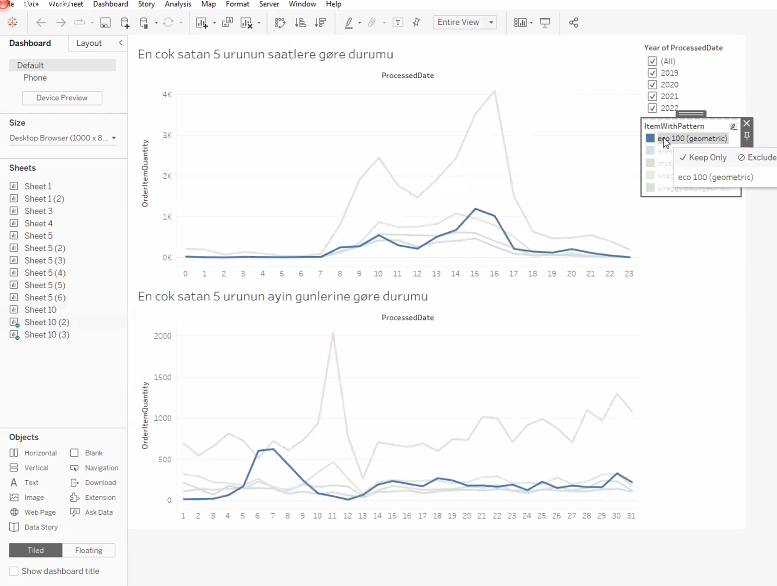 Data Worksheet Dashboard Story Analysis Map Format Server Window Help
Entire View
Dashboard Layout
Default
Phone
Device Preview
Size
Desktop Browser (1000 x 8...
Sheets
Sheet 1
Sheet 1 (2)
Sheet 3
Sheet 4
Sheet 5
Sheet 5 (2)
Sheet 5 (3)
Sheet 5 (4)
Sheet 5 (5)
Sheet 5 (6)
Sheet 10
Sheet 10 (2)
Sheet 10 (3)
Objects
Horizontal Blank
Vertical Navigation
Text Download
Image Extension
Web Page Ask Data
Data Story
Tiled Floating
Show dashboard title
En cok satan 5 urunun saatlere gøre durumu
ProcessedDate
OrderItemQuantity
4K
3K
2K
1K
0K
0 1 2 3 4 5 6 7 8 9 10 11 12 13 14 15 16 17 18 19 20 21 22 23
En cok satan 5 urunun ayin gunlerine gøre durumu
ProcessedDate
OrderItemQuantity
2000
1500
1000
500
0
1 2 3 4 5 6 7 8 9 10 11 12 13 14 15 16 17 18 19 20 21 22 23 24 25 26 27 28 29 30 31
Year of ProcessedDate
(All)
2019
2020
2021
2022
ItemWithPattern
eco 100 (geometric)
Keep Only Exclude
eco 100 (geometric)